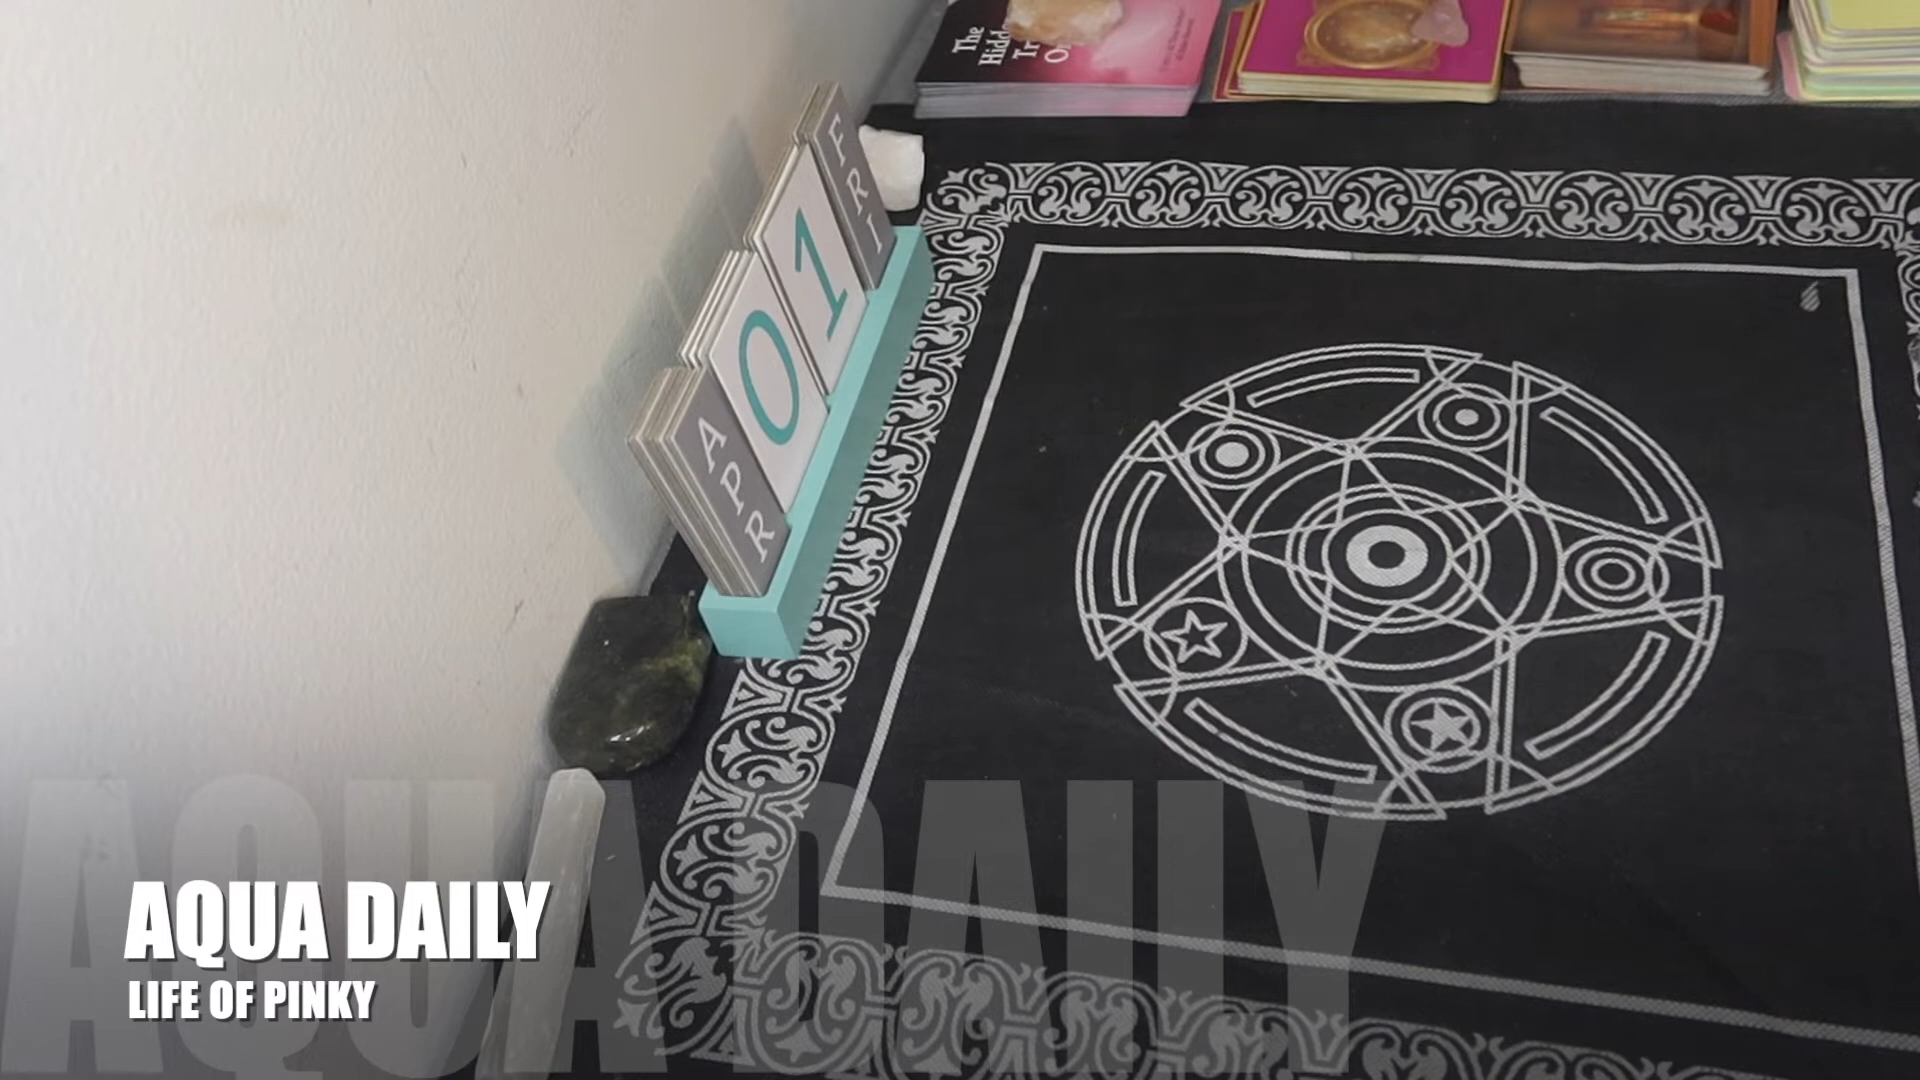 The
Hidd
Tr
O
FRI
01
APR
AQUA DAILY
AQUA DAILY
LIFE OF PINKY